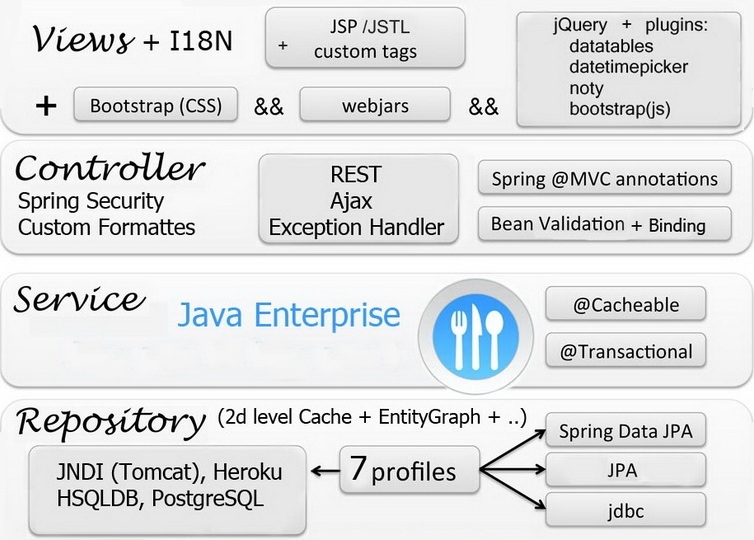 Views + I18N
+ JSP /JSTL
custom tags
jQuery + plugins:
datatables
datetimepicker
noty
bootstrap(js)
+ Bootstrap (CSS) && webjars &&
Controller
Spring Security
Custom Formattes
REST
Ajax
Exception Handler
Spring @MVC annotations
Bean Validation + Binding
Service
Java Enterprise
@Cacheable
@Transactional
Repository (2d level Cache + EntityGraph + ..)
JNDI (Tomcat), Heroku
HSQLDB, PostgreSQL
7 profiles
Spring Data JPA
JPA
jdbc